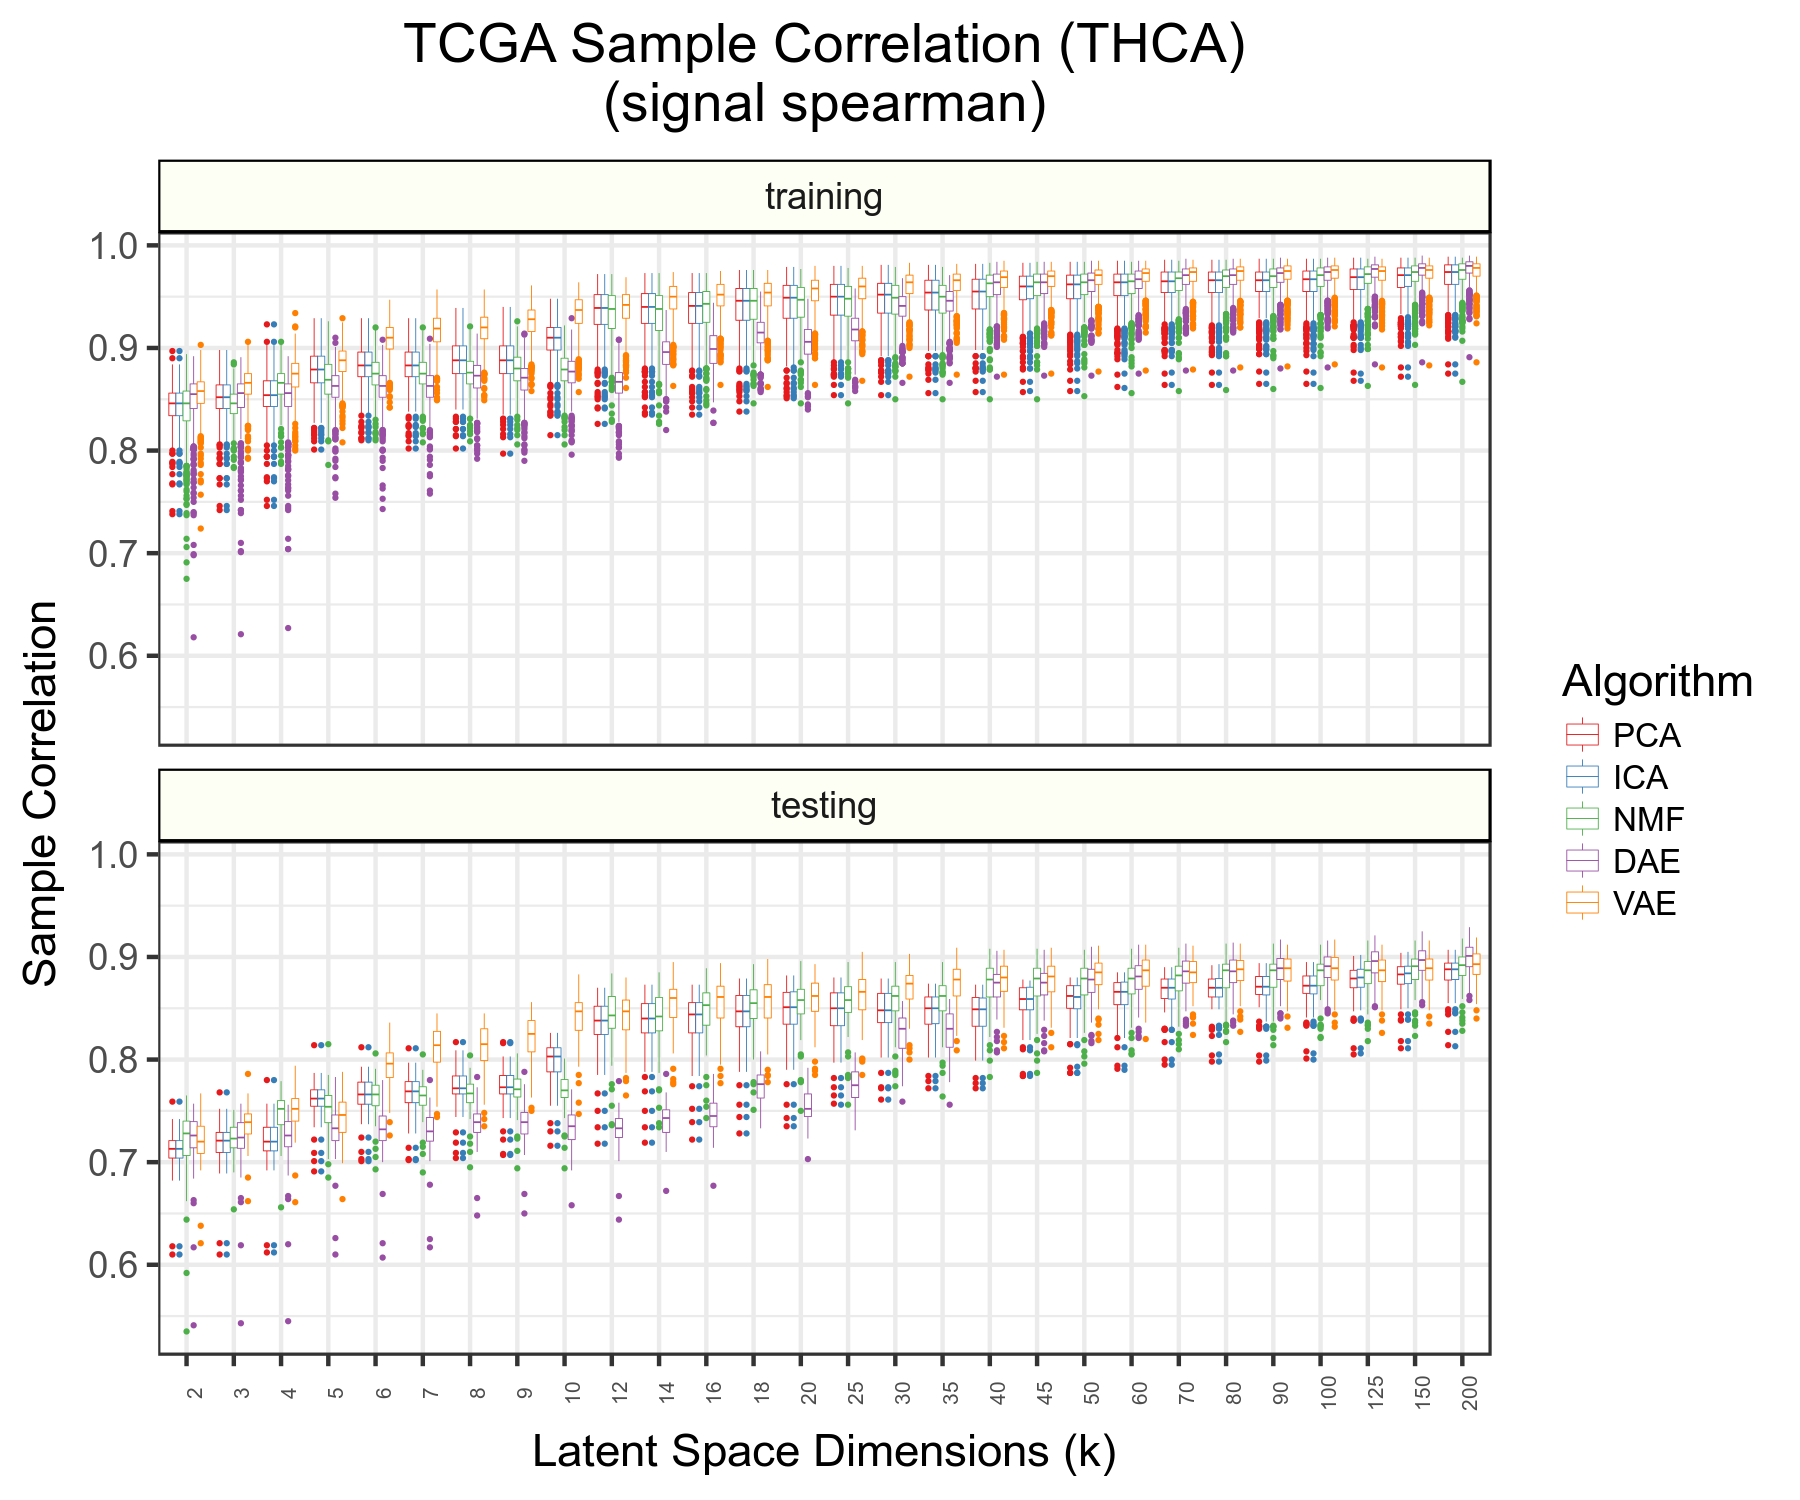 TCGA Sample Correlation (THCA)
(signal spearman)
training
1.0
0.9
0.8
0.7
0.6
Sample Correlation
testing
1.0
0.9
0.8
0.7
0.6
2 3 4 5 6 7 8 9 10 12 14 16 18 20 25 30 35 40 45 50 60 70 80 90 100 125 150 200
Latent Space Dimensions (k)
Algorithm
PCA
ICA
NMF
DAE
VAE